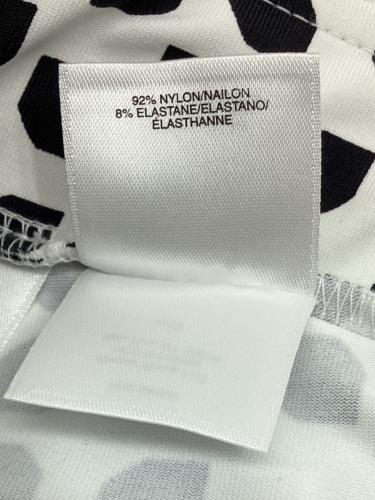 92% NYLON/NAILON
8% ELASTANE/ELASTANO/
ÉLASTHANNE